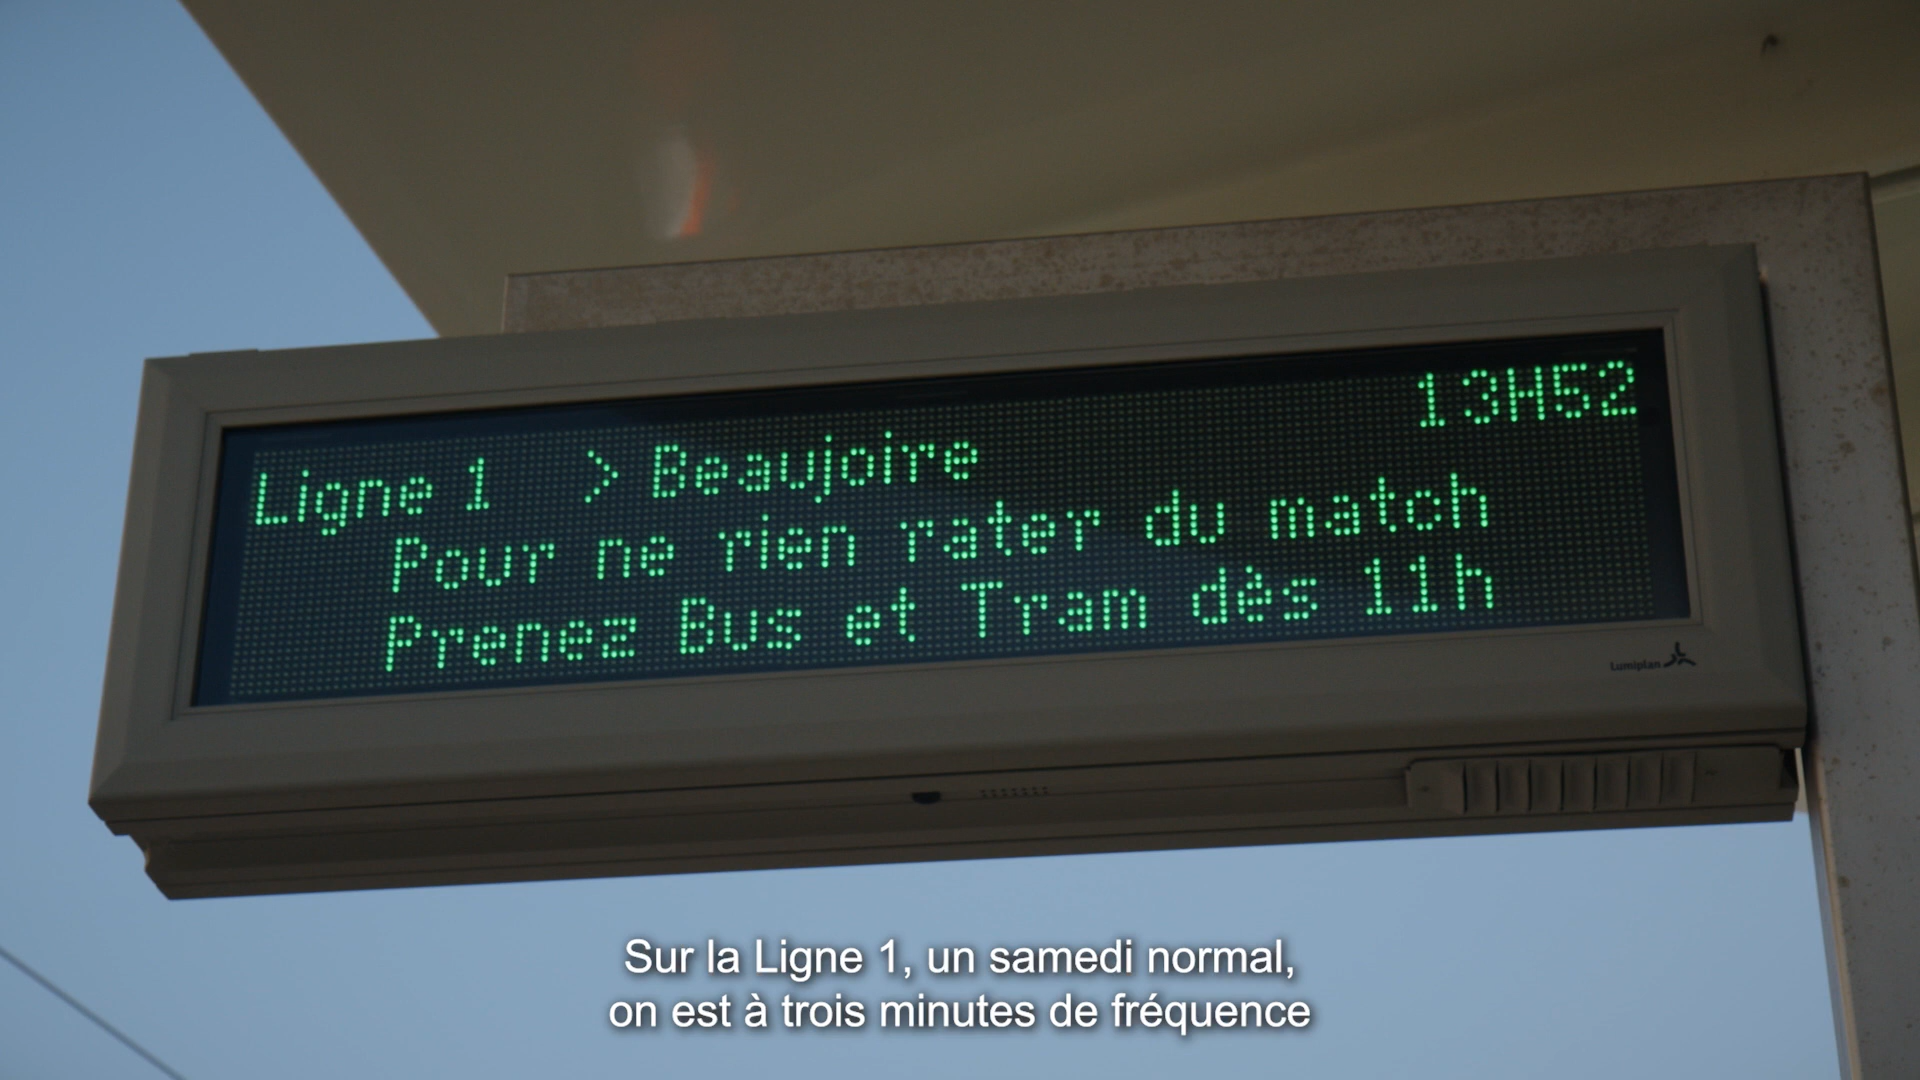 13H52
Ligne 1 > Beaujoire
Pour ne rien rater du match
Prenez Bus et Tram dès 11h
Lumiplan
Sur la Ligne 1, un samedi normal,
on est à trois minutes de fréquence